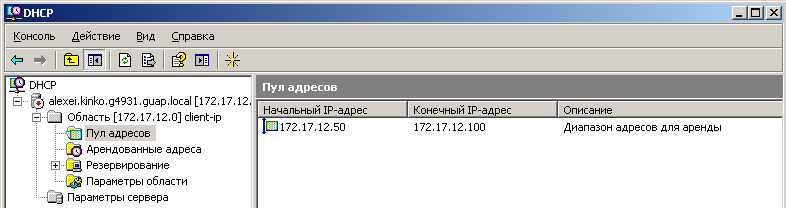 DHCP
Консоль Действие Вид Справка
DHCP
alexei.kinko.g4931.guap.local [172.17.12.
Область [172.17.12.0] client-ip
Пул адресов
Арендованные адреса
Резервирование
Параметры области
Параметры сервера
Пул адресов
Начальный IP-адрес Конечный IP-адрес Описание
172.17.12.50 172.17.12.100 Диапазон адресов для аренды